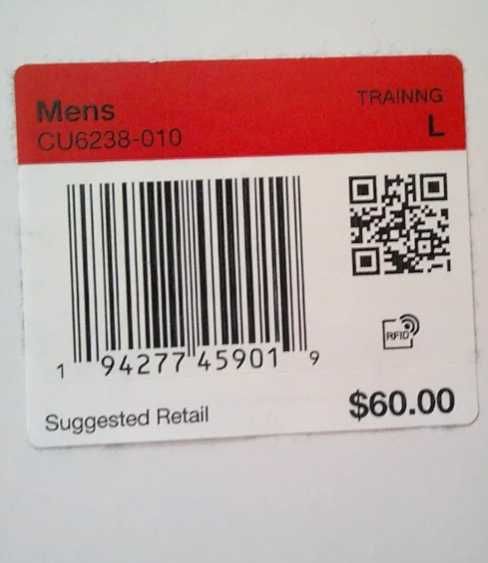 Mens
TRAINNG
CU6238-010
L
RFID
1 94277 45901 9
Suggested Retail
$60.00